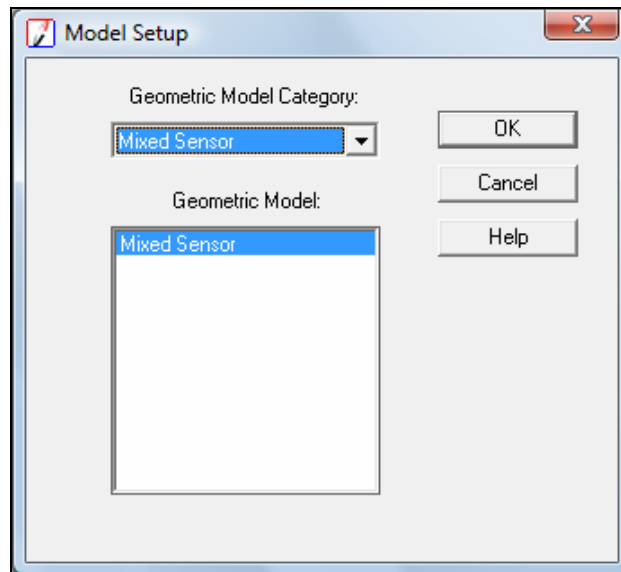 Model Setup
Geometric Model Category:
Mixed Sensor
Geometric Model:
Mixed Sensor
OK
Cancel
Help